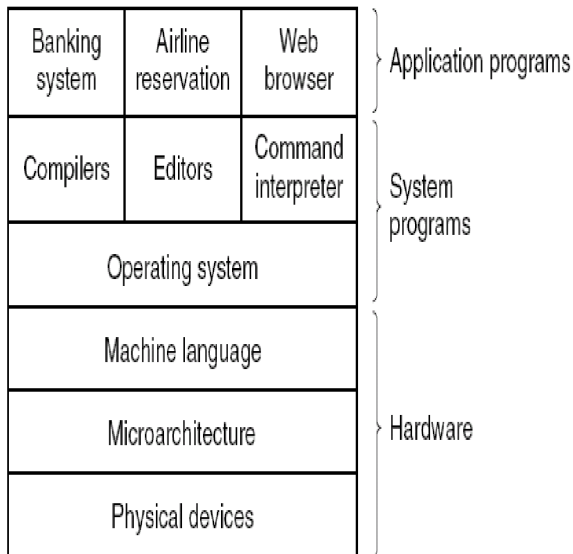 Banking
system
Airline
reservation
Web
browser
Application programs
Compilers
Editors
Command
interpreter
System
programs
Operating system
Machine language
Microarchitecture
Hardware
Physical devices